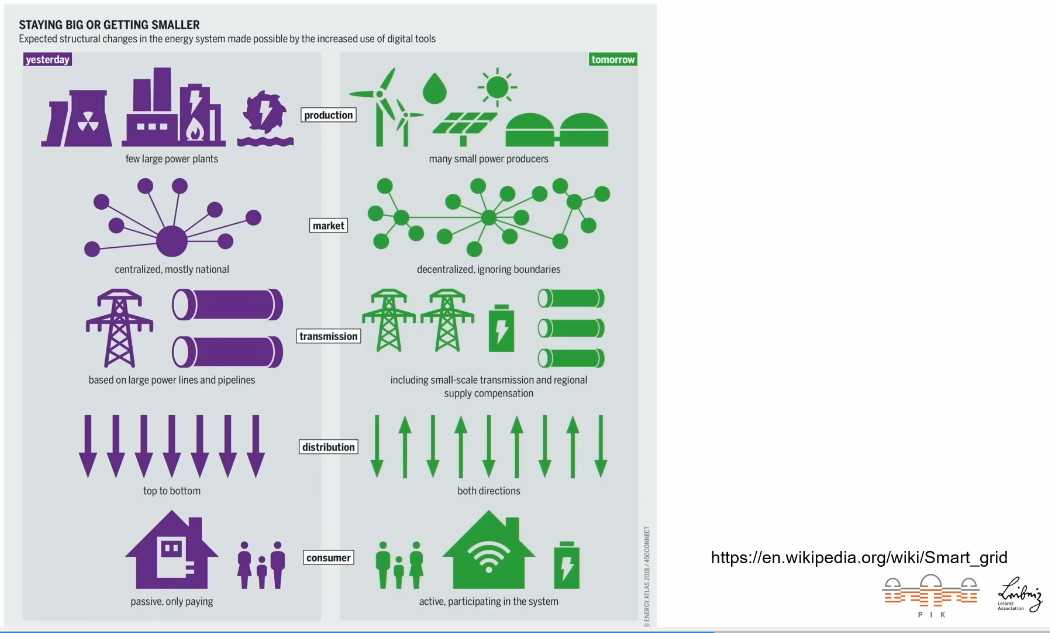 STAYING BIG OR GETTING SMALLER
Expected structural changes in the energy system made possible by the increased use of digital tools
yesterday
tomorrow
production
few large power plants
many small power producers
market
centralized, mostly national
decentralized, ignoring boundaries
transmission
based on large power lines and pipelines
including small-scale transmission and regional
supply compensation
distribution
top to bottom
both directions
consumer
passive, only paying
active, participating in the system
© ENERGY ATLAS 2018 / 450CONNECT
https://en.wikipedia.org/wiki/Smart_grid
P I K
Leibniz
Leibniz
Association